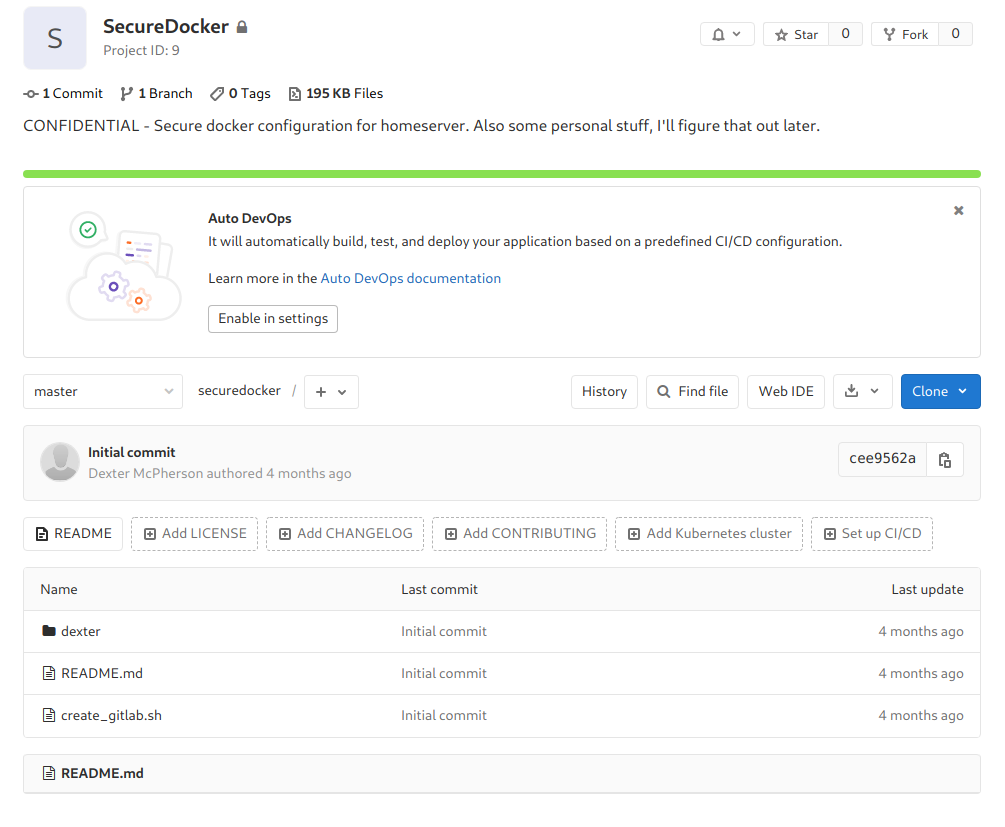 S
SecureDocker
Project ID: 9
Star 0
Fork 0
1 Commit 1 Branch 0 Tags 195 KB Files
CONFIDENTIAL - Secure docker configuration for homeserver. Also some personal stuff, I'll figure that out later.
Auto DevOps
It will automatically build, test, and deploy your application based on a predefined CI/CD configuration.
Learn more in the Auto DevOps documentation
Enable in settings
master securedocker / + History Find file Web IDE Clone
Initial commit
Dexter McPherson authored 4 months ago
cee9562a
README Add LICENSE Add CHANGELOG Add CONTRIBUTING Add Kubernetes cluster Set up CI/CD
Name Last commit Last update
dexter Initial commit 4 months ago
README.md Initial commit 4 months ago
create_gitlab.sh Initial commit 4 months ago
README.md